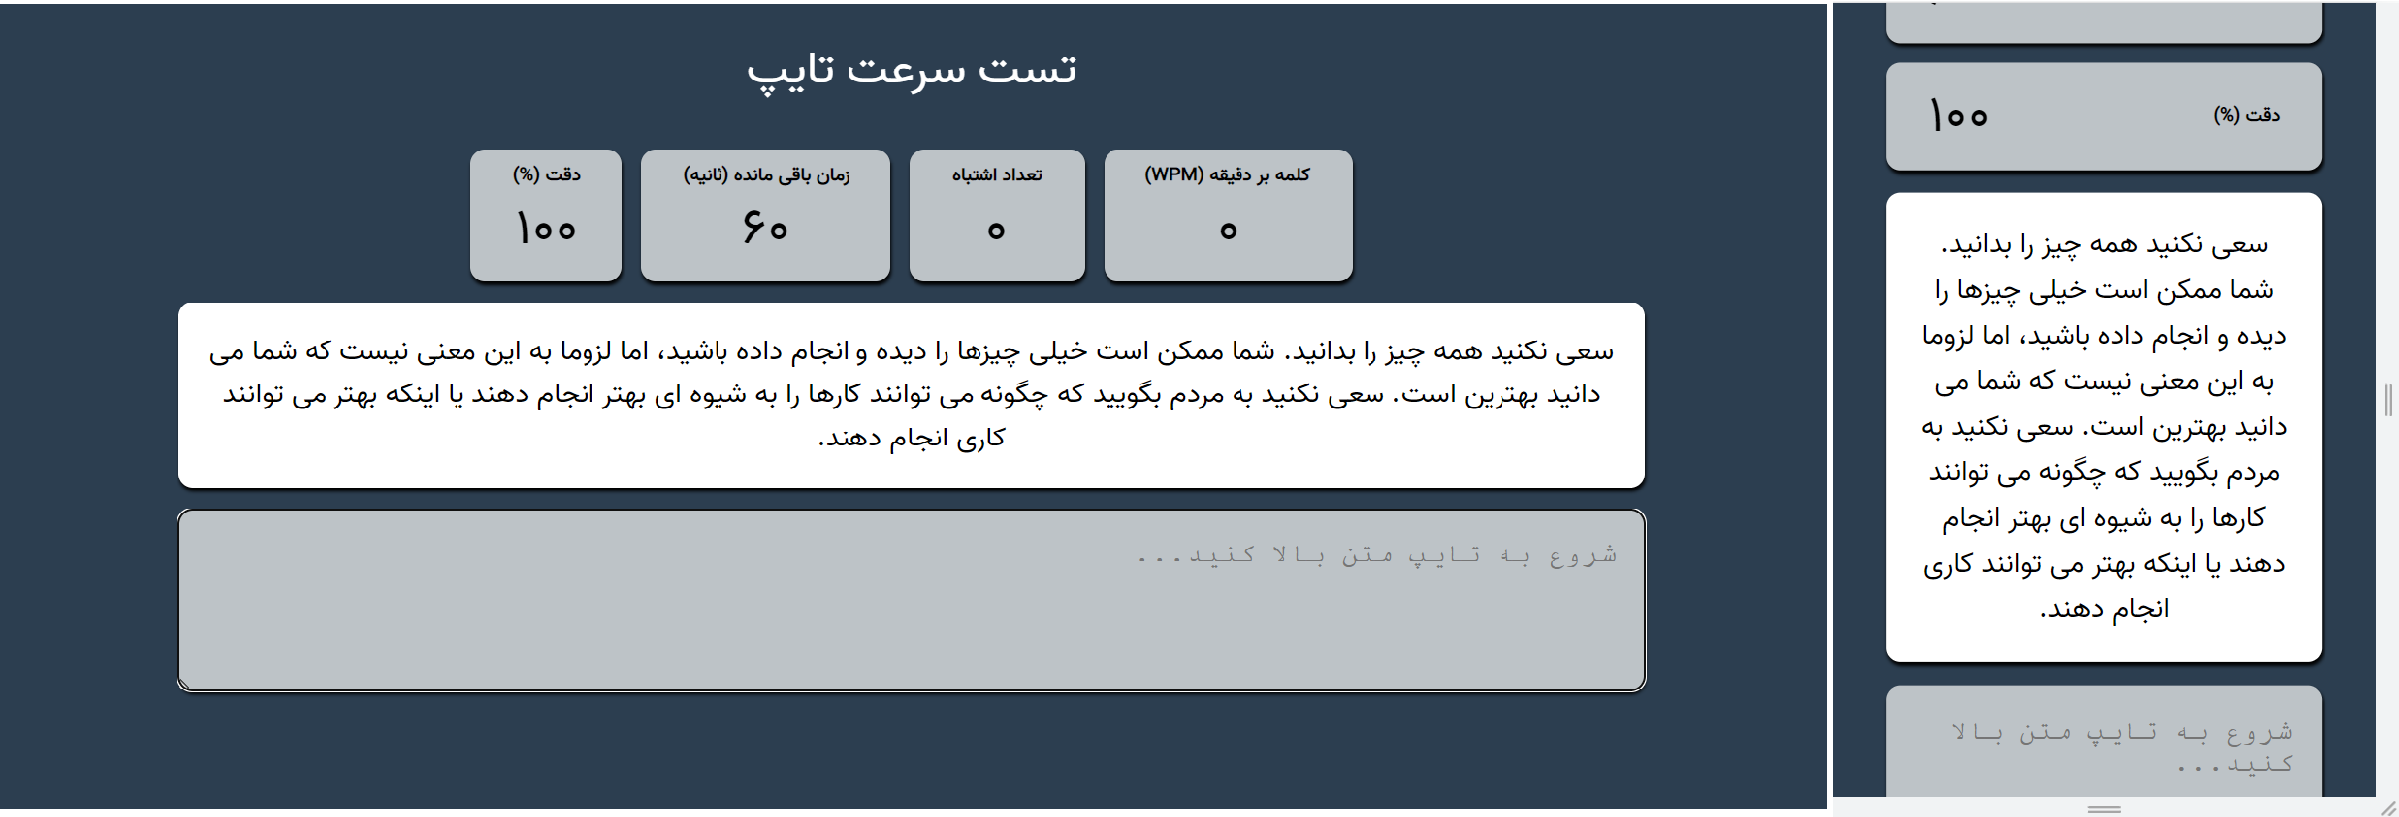 تست سرعت تایپ
کلمه بر دقیقه (WPM)
۰
تعداد اشتباه
۰
زمان باقی مانده (ثانیه)
۶۰
دقت (%)
۱۰۰
سعی نکنید همه چیز را بدانید. شما ممکن است خیلی چیزها را دیده و انجام داده باشید، اما لزوما به این معنی نیست که شما می
دانید بهترین است. سعی نکنید به مردم بگویید که چگونه می توانند کارها را به شیوه ای بهتر انجام دهند یا اینکه بهتر می توانند
کاری انجام دهند.
شروع به تایپ متن بالا کنید...
دقت (%)
۱۰۰
سعی نکنید همه چیز را بدانید.
شما ممکن است خیلی چیزها را
دیده و انجام داده باشید، اما لزوما
به این معنی نیست که شما می
دانید بهترین است. سعی نکنید به
مردم بگویید که چگونه می توانند
کارها را به شیوه ای بهتر انجام
دهند یا اینکه بهتر می توانند کاری
انجام دهند.
شروع به تایپ متن بالا
کنید...